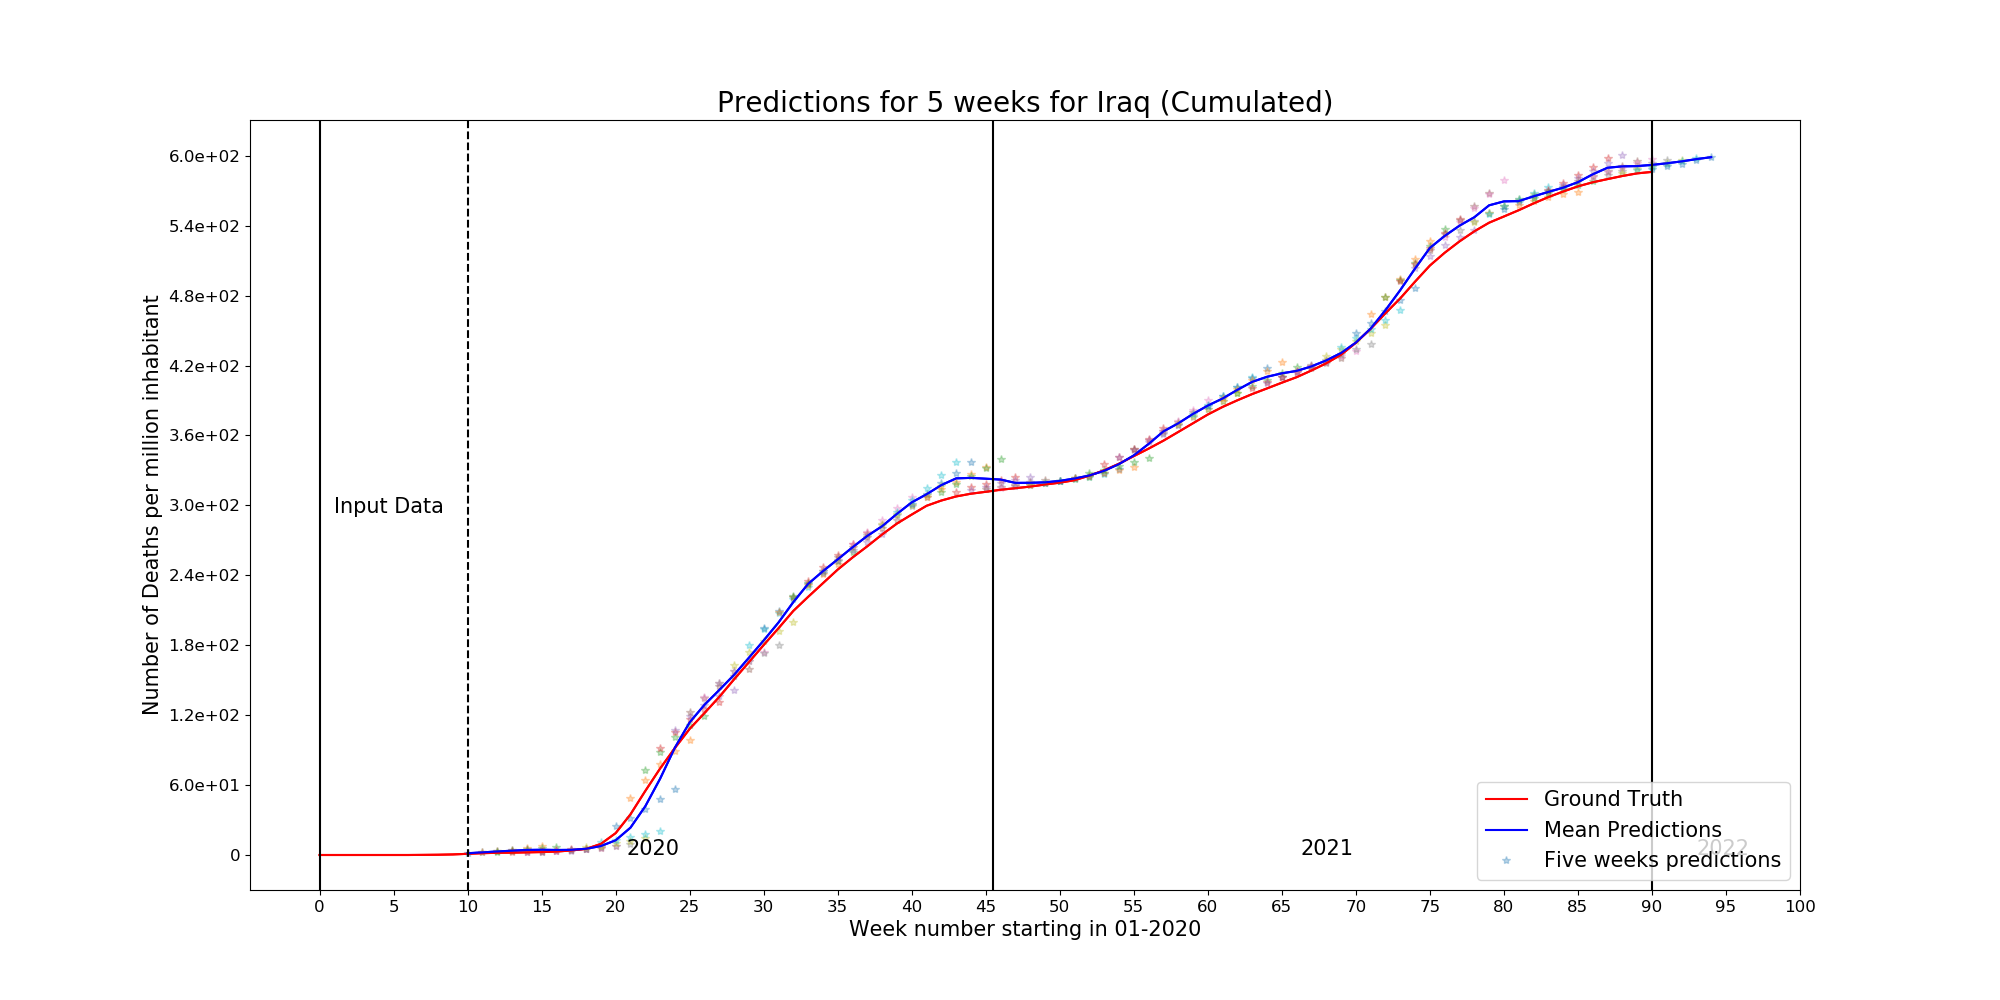 Predictions for 5 weeks for Iraq (Cumulated)
Number of Deaths per million inhabitant
6.0e+02
5.4e+02
4.8e+02
4.2e+02
3.6e+02
3.0e+02
2.4e+02
1.8e+02
1.2e+02
6.0e+01
0
Input Data
2020
2021
2022
Ground Truth
Mean Predictions
Five weeks predictions
0 5 10 15 20 25 30 35 40 45 50 55 60 65 70 75 80 85 90 95 100
Week number starting in 01-2020